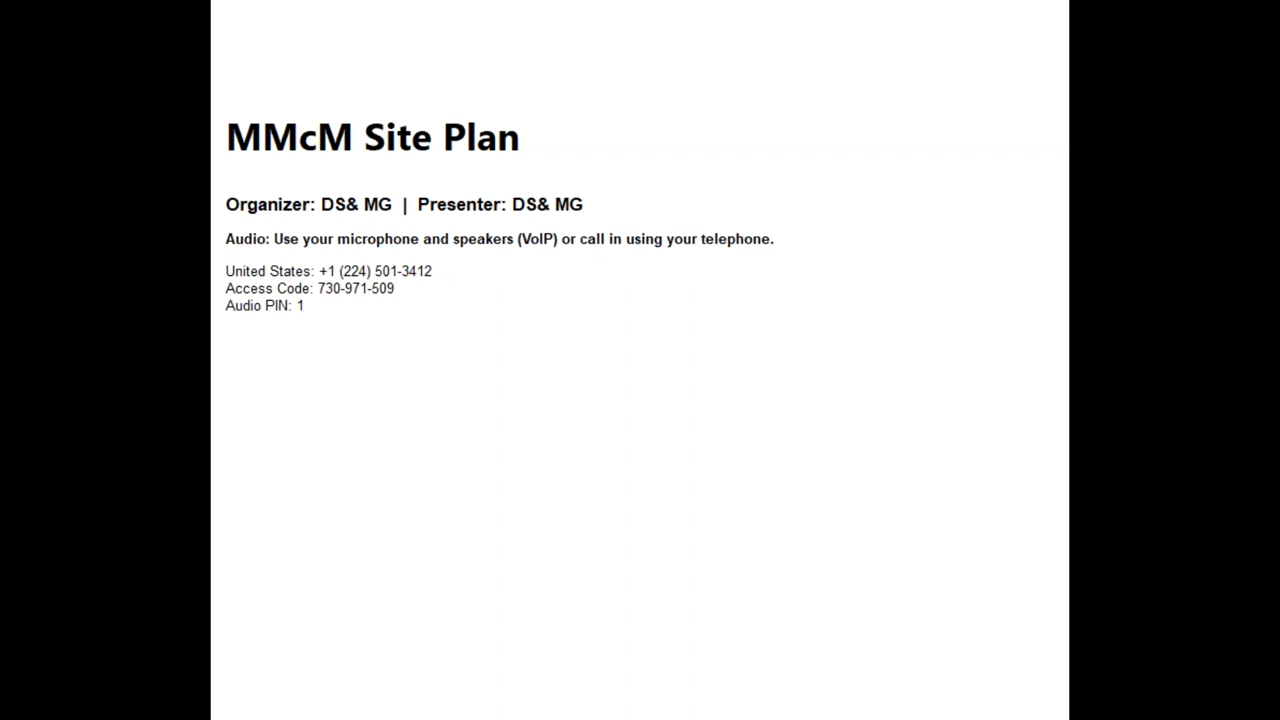 MMcM Site Plan
Organizer: DS& MG | Presenter: DS& MG
Audio: Use your microphone and speakers (VoIP) or call in using your telephone.
United States: +1 (224) 501-3412
Access Code: 730-971-509
Audio PIN: 1